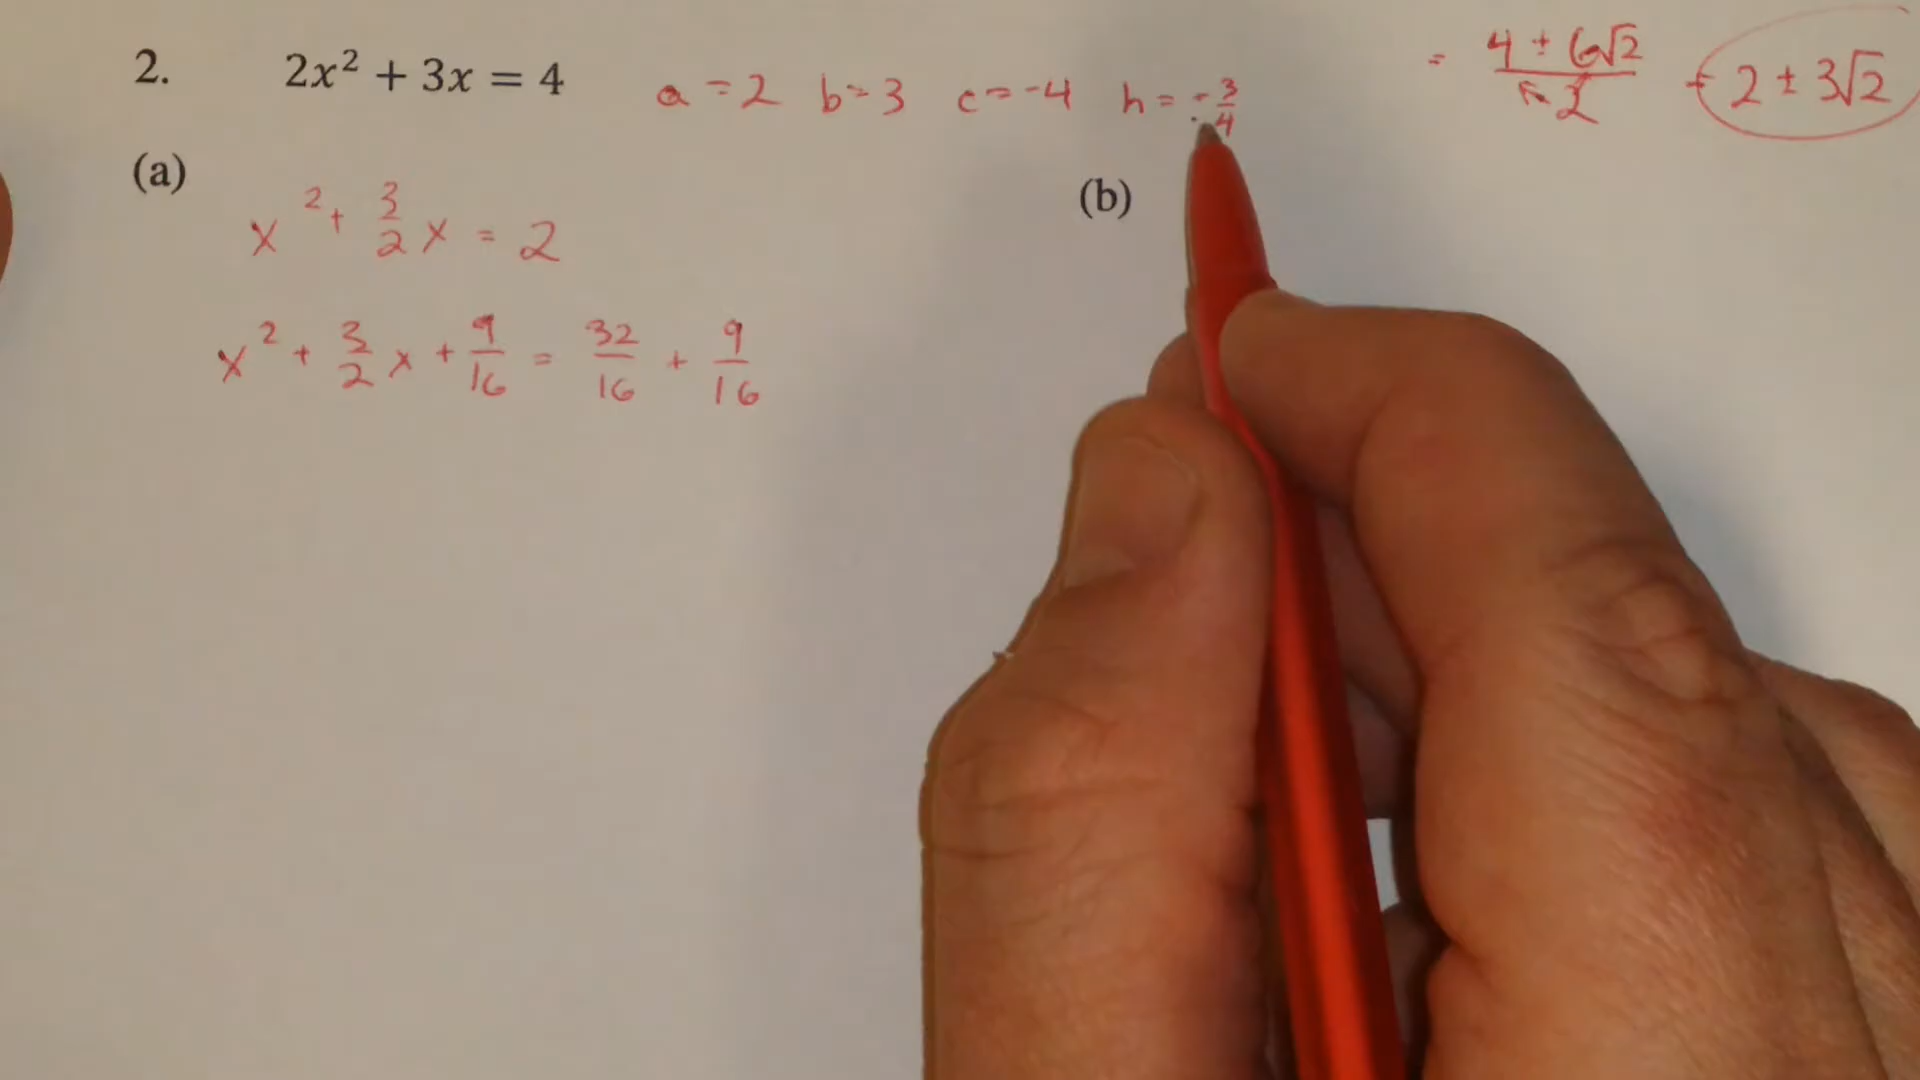 2. 2x² + 3x = 4 a = 2 b = 3 c = -4 h = -3/4
= (4 ± 6√2)/2 = 2 ± 3√2
(a)
(b)
x² + 3/2 x = 2
x² + 3/2 x + 9/16 = 32/16 + 9/16